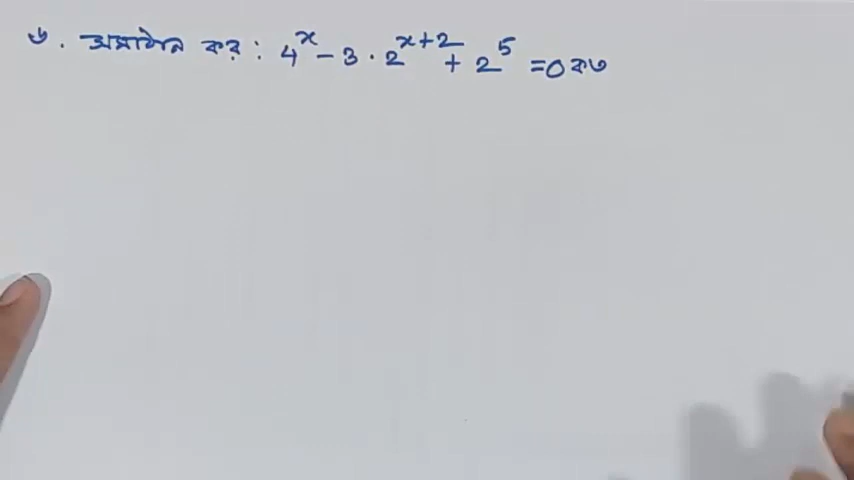 ৬. সমাধান কর: 4^x - 3 · 2^(x+2) + 2^5 = 0 কত